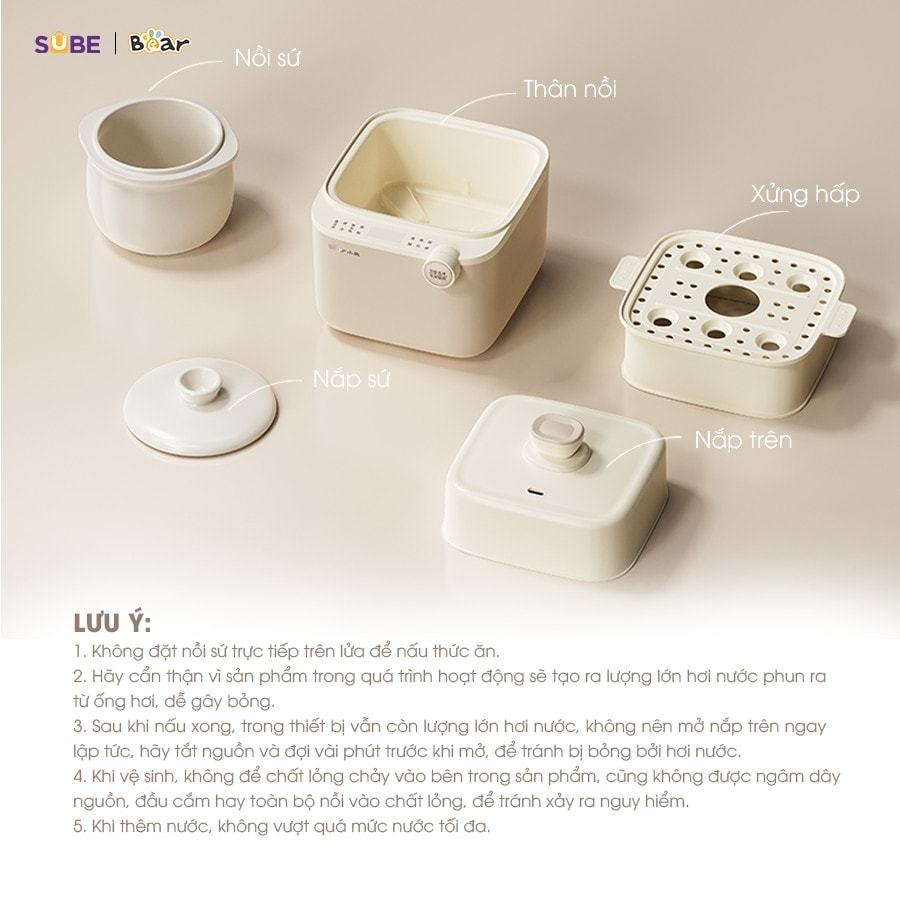 SUBE | Bear
Nồi sứ
Thân nồi
Xửng hấp
Nắp sứ
Nắp trên
LƯU Ý:
1. Không đặt nồi sứ trực tiếp trên lửa để nấu thức ăn.
2. Hãy cẩn thận vì sản phẩm trong quá trình hoạt động sẽ tạo ra lượng lớn hơi nước phun ra
từ ống hơi, dễ gây bỏng.
3. Sau khi nấu xong, trong thiết bị vẫn còn lượng lớn hơi nước, không nên mở nắp trên ngay
lập tức, hãy tắt nguồn và đợi vài phút trước khi mở, để tránh bị bỏng bởi hơi nước.
4. Khi vệ sinh, không để chất lỏng chảy vào bên trong sản phẩm, cũng không được ngâm dây
nguồn, đầu cắm hay toàn bộ nồi vào chất lỏng, để tránh xảy ra nguy hiểm.
5. Khi thêm nước, không vượt quá mức nước tối đa.